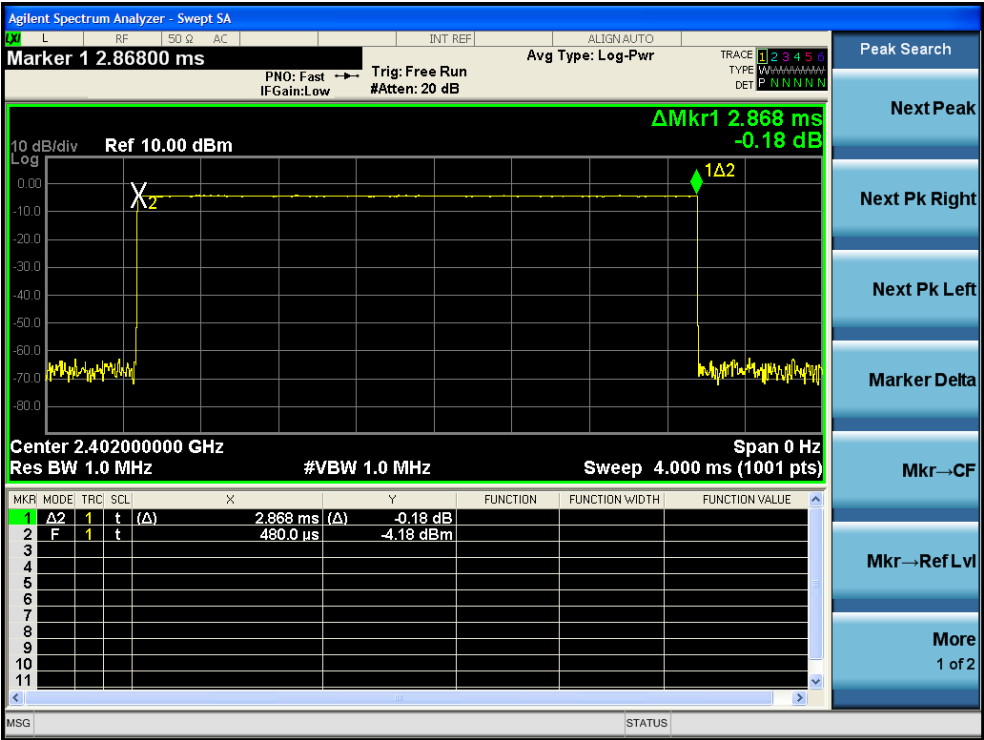 Agilent Spectrum Analyzer - Swept SA
LXI L RF 50 Ω AC INT REF ALIGNAUTO
Marker 1 2.86800 ms
PNO: Fast
IFGain:Low
Trig: Free Run
#Atten: 20 dB
Avg Type: Log-Pwr
TRACE 1 2 3 4 5 6
TYPE WWWWWW
DET P N N N N N
ΔMkr1 2.868 ms
-0.18 dB
10 dB/div Ref 10.00 dBm
Log
0.00
-10.0
-20.0
-30.0
-40.0
-50.0
-60.0
-70.0
-80.0
X2
1Δ2
Center 2.402000000 GHz Span 0 Hz
Res BW 1.0 MHz #VBW 1.0 MHz Sweep 4.000 ms (1001 pts)
MKR MODE TRC SCL X Y FUNCTION FUNCTION WIDTH FUNCTION VALUE
1 Δ2 1 t (Δ) 2.868 ms (Δ) -0.18 dB
2 F 1 t 480.0 µs -4.18 dBm
3
4
5
6
7
8
9
10
11
MSG STATUS
Peak Search
Next Peak
Next Pk Right
Next Pk Left
Marker Delta
Mkr→CF
Mkr→Ref Lvl
More
1 of 2